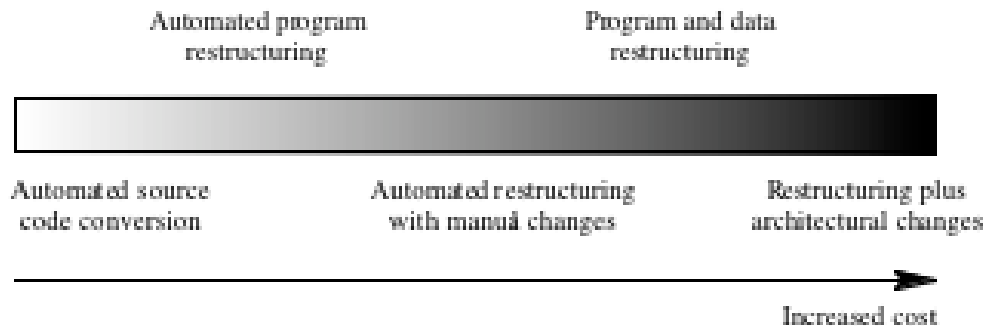 Automated program
restructuring
Program and data
restructuring
Automated source
code conversion
Automated restructuring
with manual changes
Restructuring plus
architectural changes
Increased cost